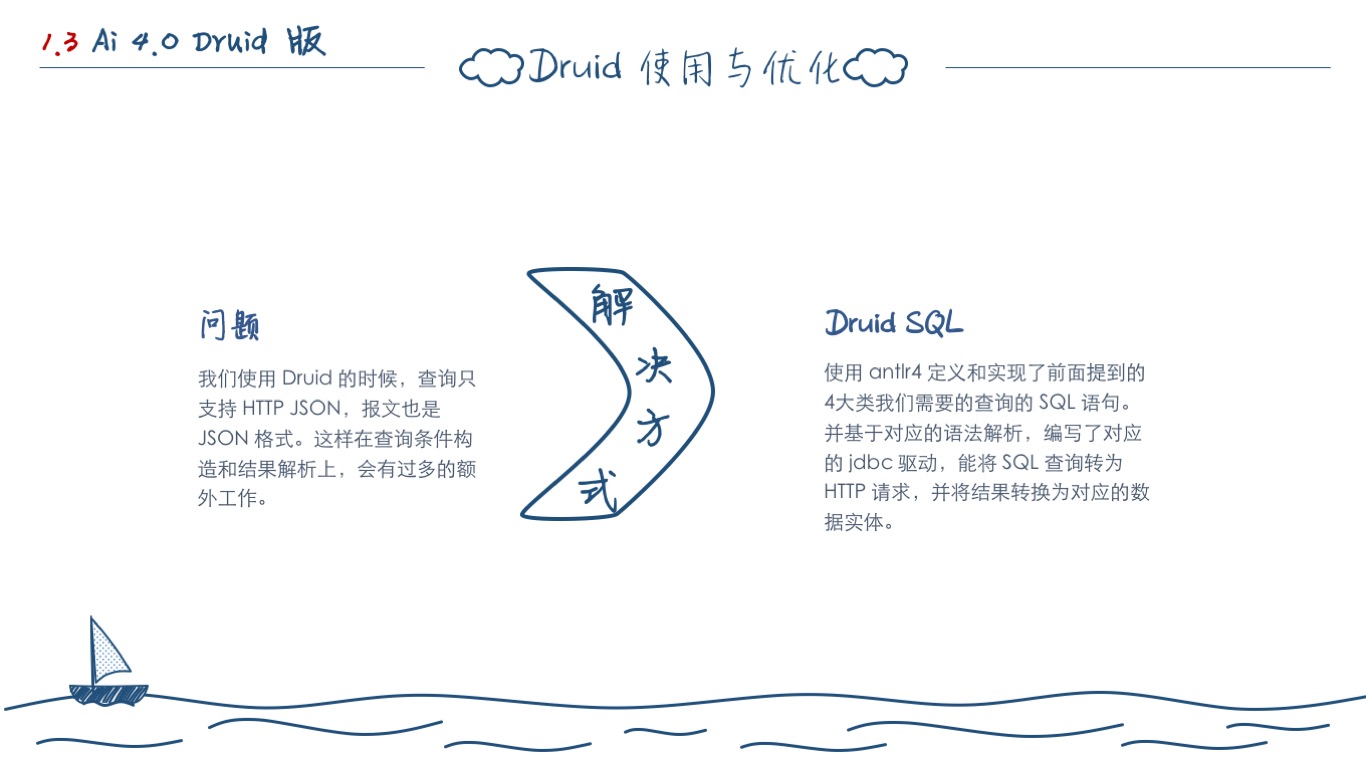 1.3 Ai 4.0 Druid 版
Druid 使用与优化
问题
我们使用 Druid 的时候，查询只
支持 HTTP JSON，报文也是
JSON 格式。这样在查询条件构
造和结果解析上，会有过多的额
外工作。
解
决
方
式
Druid SQL
使用 antlr4 定义和实现了前面提到的
4大类我们需要的查询的 SQL 语句。
并基于对应的语法解析，编写了对应
的 jdbc 驱动，能将 SQL 查询转为
HTTP 请求，并将结果转换为对应的数
据实体。